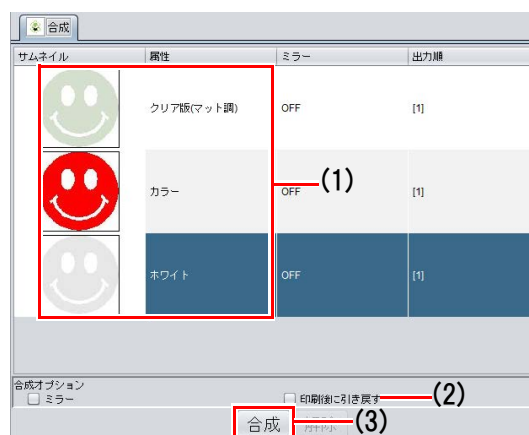 合成
サムネイル 属性 ミラー 出力順
クリア版(マット調) OFF [1]
カラー OFF [1]
(1)
ホワイト OFF [1]
合成オプション
ミラー 印刷後に引き戻す (2)
合成 (3)